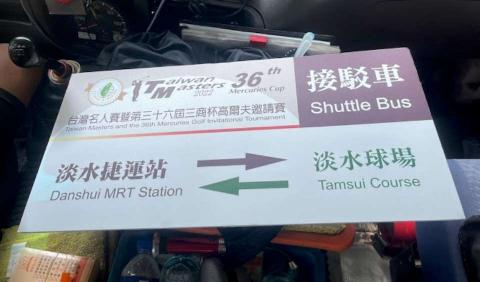 Taiwan
Masters
36th
Mercuries Cup
台灣名人賽暨第三十六屆三商杯高爾夫邀請賽
Taiwan Masters and the 36th Mercuries Golf Invitational Tournament
接駁車
Shuttle Bus
淡水捷運站
Danshui MRT Station
淡水球場
Tamsui Course